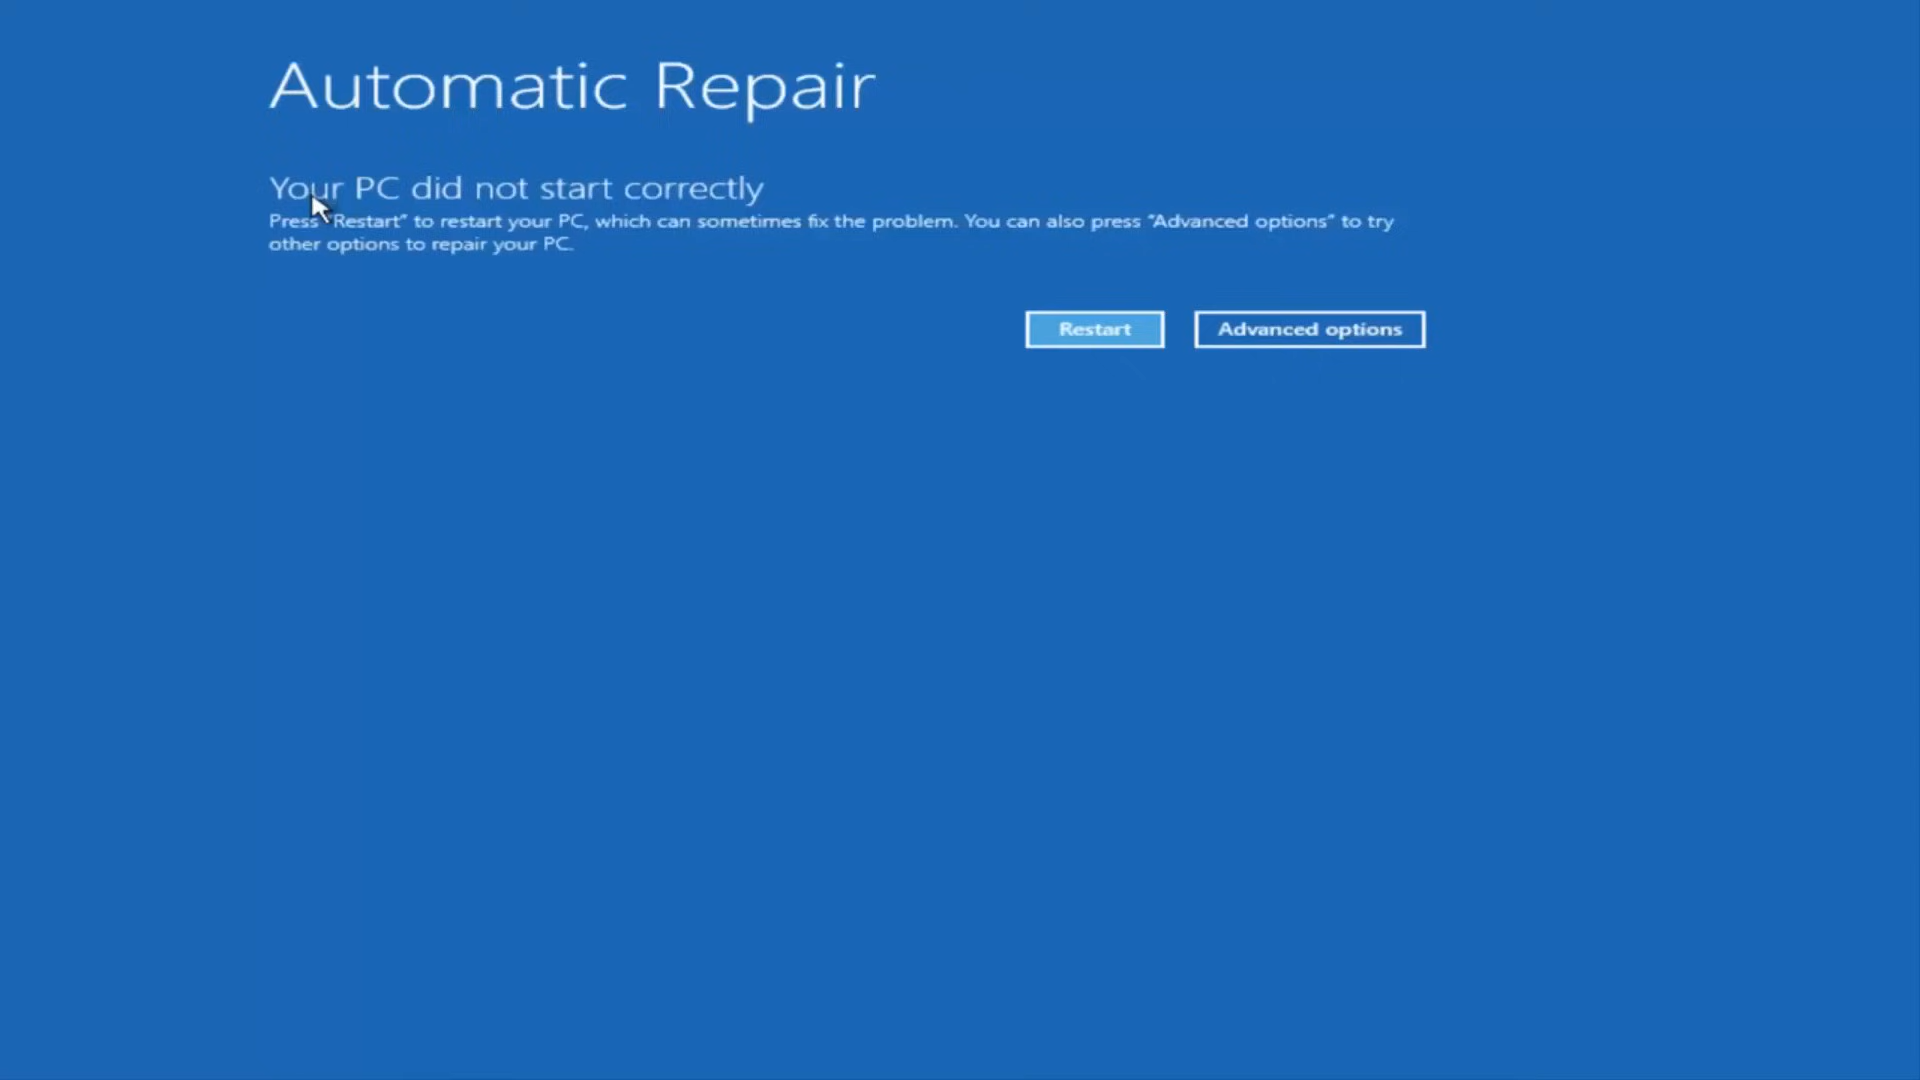 Automatic Repair
Your PC did not start correctly
Press "Restart" to restart your PC, which can sometimes fix the problem. You can also press "Advanced options" to try
other options to repair your PC.
Restart
Advanced options